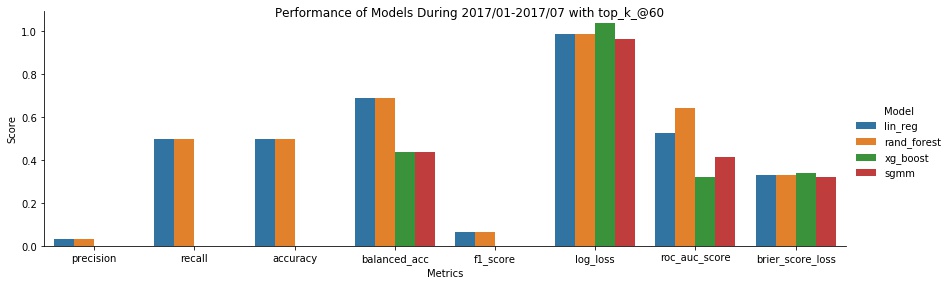 Performance of Models During 2017/01-2017/07 with top_k_@60
1.0
0.8
0.6
0.4
0.2
0.0
Score
precision
recall
accuracy
balanced_acc
f1_score
log_loss
roc_auc_score
brier_score_loss
Metrics
Model
lin_reg
rand_forest
xg_boost
sgmm